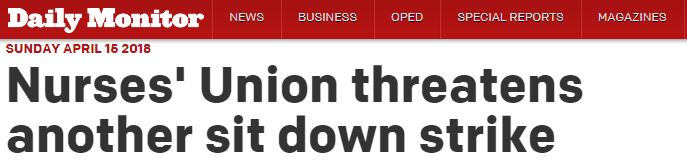 Daily Monitor NEWS BUSINESS OPED SPECIAL REPORTS MAGAZINES
SUNDAY APRIL 15 2018
Nurses' Union threatens
another sit down strike